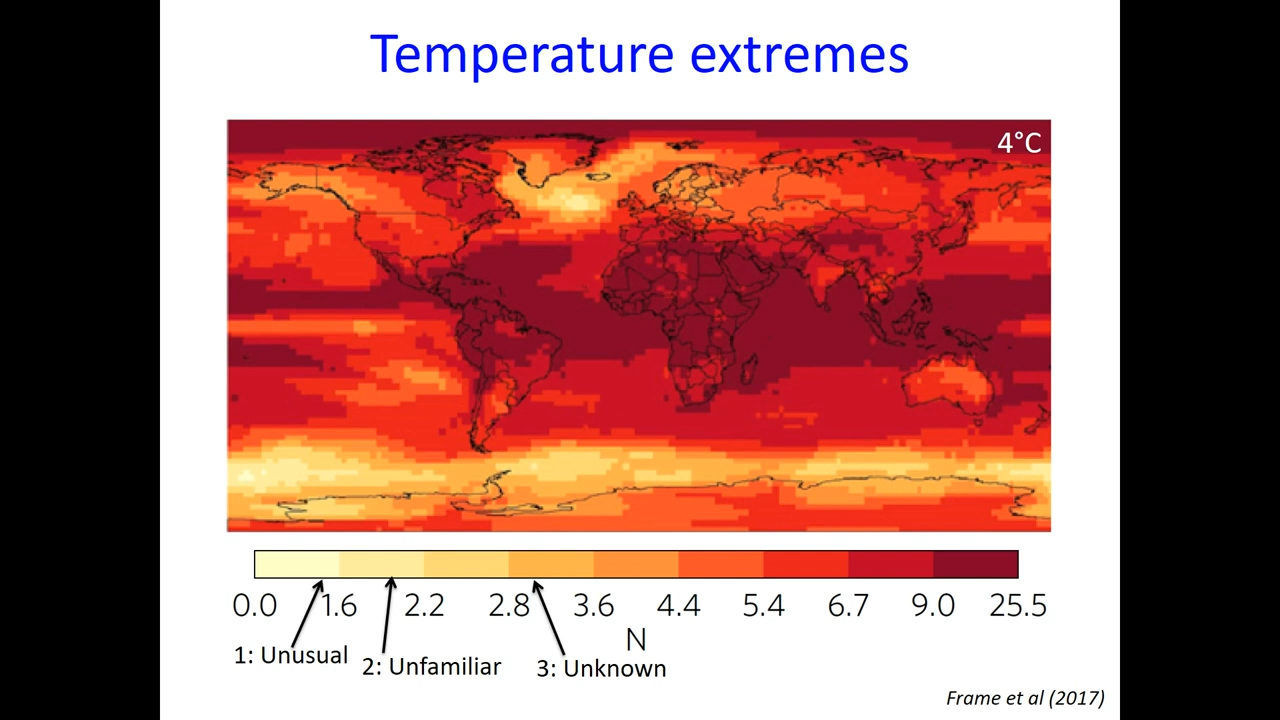 Temperature extremes
4°C
0.0 1.6 2.2 2.8 3.6 4.4 5.4 6.7 9.0 25.5
N
1: Unusual 2: Unfamiliar 3: Unknown
Frame et al (2017)